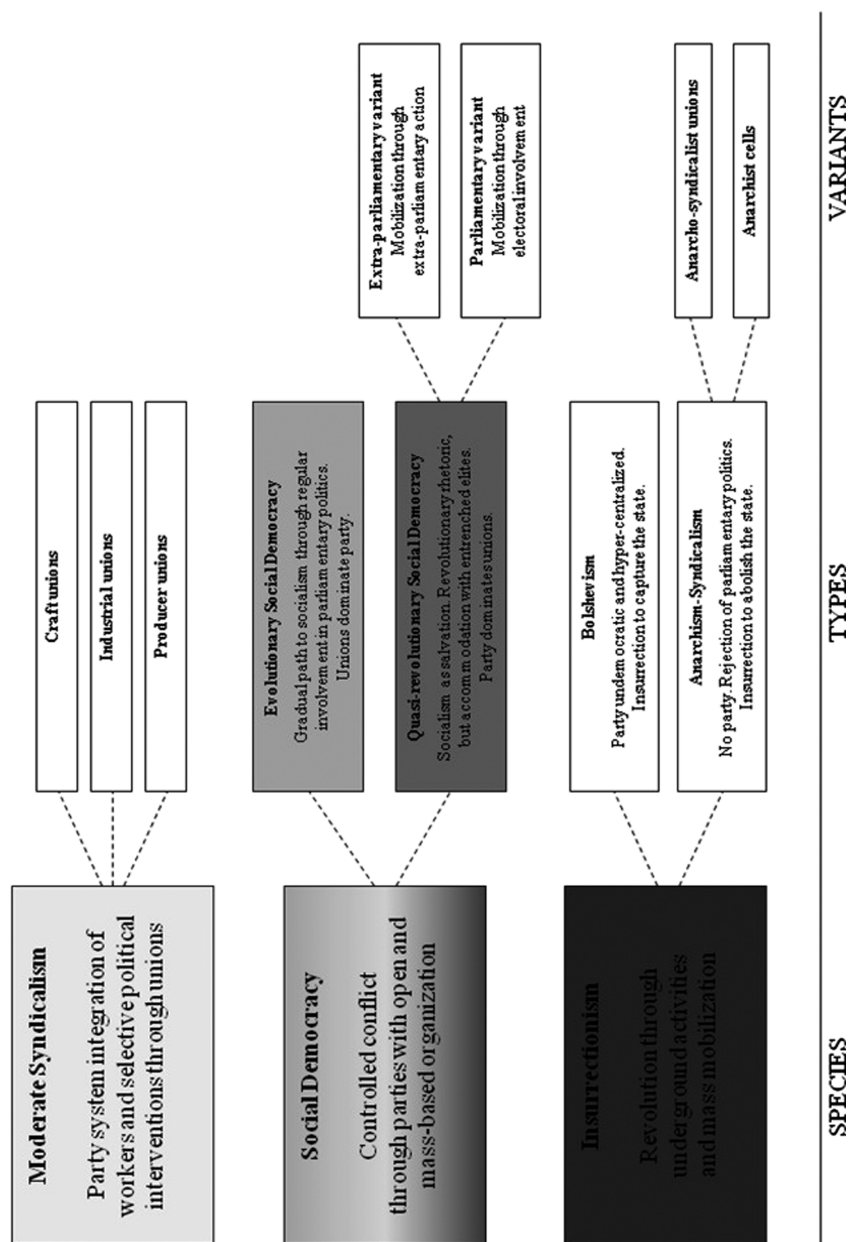 Moderate Syndicalism
Party system integration of
workers and selective political
interventions through unions
Craft unions
Industrial unions
Producer unions
Social Democracy
Controlled conflict
through parties with open and
mass-based organization
Evolutionary Social Democracy
Gradual path to socialism through regular
involvement in parliamentary politics.
Unions dominate party.
Quasi-revolutionary Social Democracy
Socialism as salvation. Revolutionary rhetoric,
but accommodation with entrenched elites.
Party dominates unions.
Extra-parliamentary variant
Mobilization through
extra-parliamentary action
Parliamentary variant
Mobilization through
electoral involvement
Insurrectionism
Revolution through
underground activities
and mass mobilization
Bolshevism
Party undemocratic and hyper-centralized.
Insurrection to capture the state.
Anarchism-Syndicalism
No party. Rejection of parliamentary politics.
Insurrection to abolish the state.
Anarcho-syndicalist unions
Anarchist cells
SPECIES
TYPES
VARIANTS